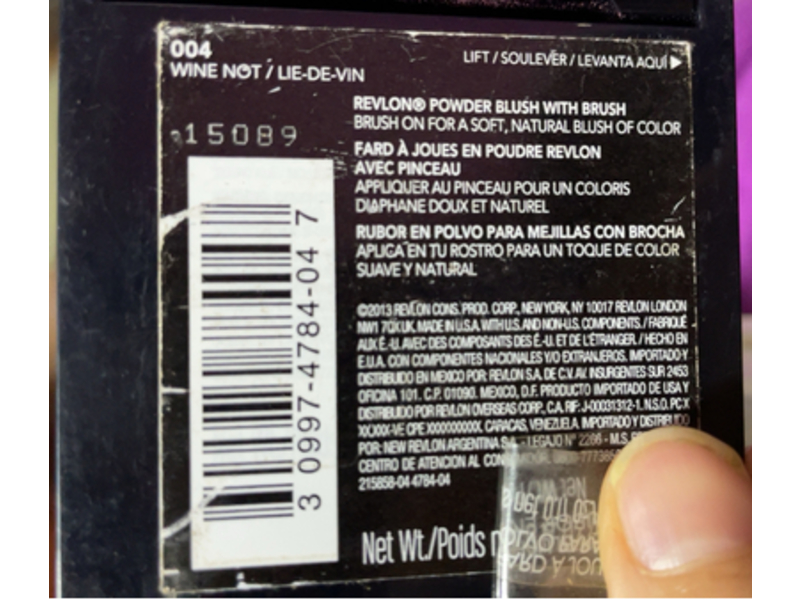 004
WINE NOT / LIE-DE-VIN
LIFT / SOULEVER / LEVANTA AQUÍ ▶
15089
REVLON® POWDER BLUSH WITH BRUSH
BRUSH ON FOR A SOFT, NATURAL BLUSH OF COLOR
FARD À JOUES EN POUDRE REVLON
AVEC PINCEAU
APPLIQUER AU PINCEAU POUR UN COLORIS
DIAPHANE DOUX ET NATUREL
RUBOR EN POLVO PARA MEJILLAS CON BROCHA
APLICA EN TU ROSTRO PARA UN TOQUE DE COLOR
SUAVE Y NATURAL
©2013 REVLON CONS. PROD. CORP., NEW YORK, NY 10017 REVLON LONDON
NW1 7QX UK. MADE IN U.S.A. WITH U.S. AND NON-U.S. COMPONENTS. / FABRIQUÉ
AUX É.-U. AVEC DES COMPOSANTS DES É.-U. ET DE L'ÉTRANGER. / HECHO EN
E.U.A. CON COMPONENTES NACIONALES Y/O EXTRANJEROS. IMPORTADO Y
DISTRIBUIDO EN MEXICO POR: REVLON S.A. DE C.V. AV. INSURGENTES SUR 2453
OFICINA 101. C.P. 01090. MEXICO, D.F. PRODUCTO IMPORTADO DE USA Y
DISTRIBUIDO POR REVLON OVERSEAS CORP., C.A. RIF: J-00031312-1. N.S.O. PC X
XXXXX-VE CPE XXXXXXXXXX. CARACAS, VENEZUELA. IMPORTADO Y DISTRIBUIDO
POR: NEW REVLON ARGENTINA S.A. - LEGAJO Nº 2266 - M.S.
CENTRO DE ATENCION AL
215858-04 4784-04
Net Wt./Poids
3 0997-4784-04 7